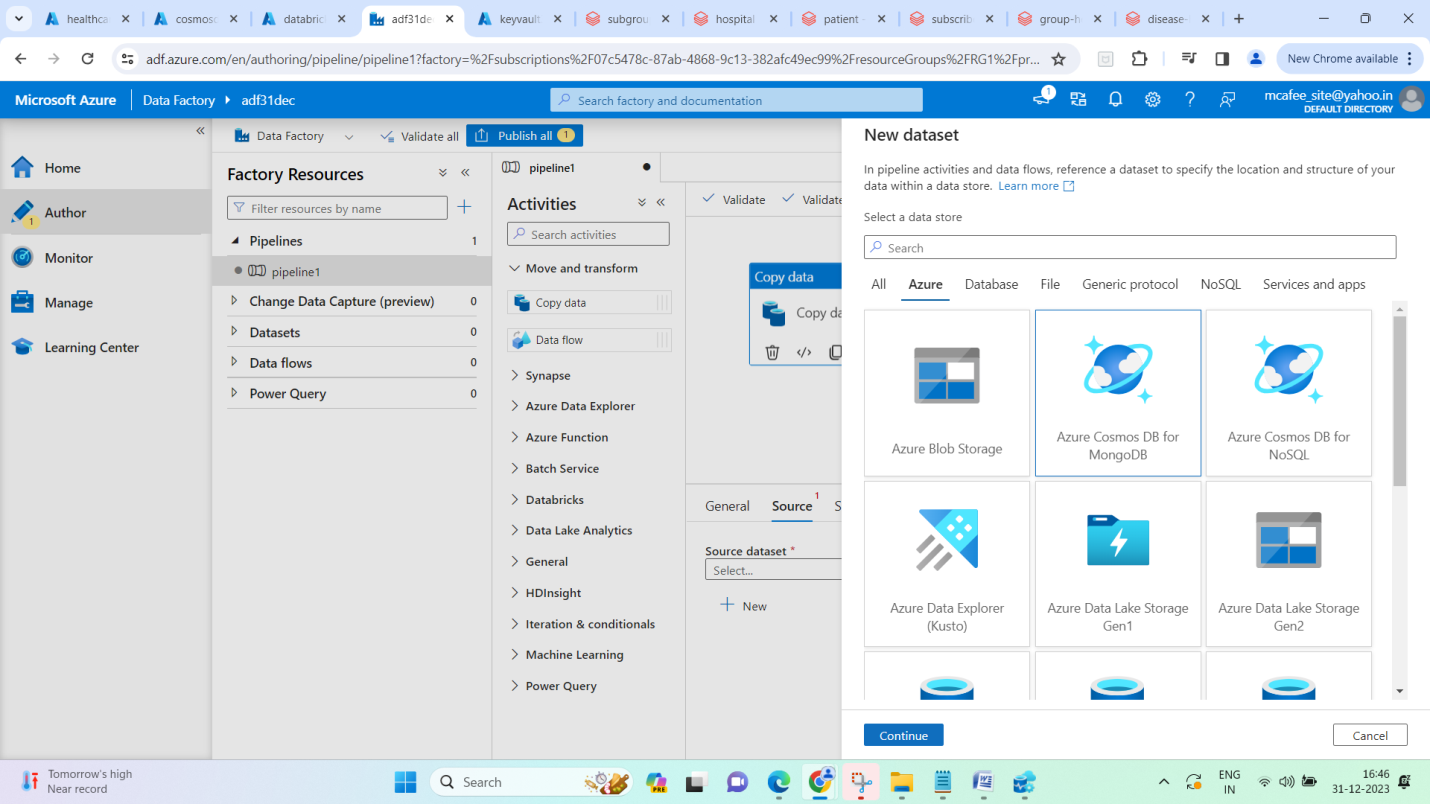 healthca
cosmosc
databric
adf31de
keyvault
subgrou
hospital
patient -
subscrib
group-h
disease-
adf.azure.com/en/authoring/pipeline/pipeline1?factory=%2Fsubscriptions%2F07c5478c-87ab-4868-9c13-382afc49ec99%2FresourceGroups%2FRG1%2Fpr...
New Chrome available
Microsoft Azure
Data Factory
adf31dec
Search factory and documentation
1
mcafee_site@yahoo.in
DEFAULT DIRECTORY
Home
Author
1
Monitor
Manage
Learning Center
Data Factory
Validate all
Publish all 1
Factory Resources
Filter resources by name
Pipelines 1
pipeline1
Change Data Capture (preview) 0
Datasets 0
Data flows 0
Power Query 0
pipeline1
Activities
Search activities
Move and transform
Copy data
Data flow
Synapse
Azure Data Explorer
Azure Function
Batch Service
Databricks
Data Lake Analytics
General
HDInsight
Iteration & conditionals
Machine Learning
Power Query
Validate
Validate
Copy data
Copy da
General
Source 1
S
Source dataset *
Select...
New
New dataset
In pipeline activities and data flows, reference a dataset to specify the location and structure of your
data within a data store. Learn more
Select a data store
Search
All Azure Database File Generic protocol NoSQL Services and apps
Azure Blob Storage
Azure Cosmos DB for
MongoDB
Azure Cosmos DB for
NoSQL
Azure Data Explorer
(Kusto)
Azure Data Lake Storage
Gen1
Azure Data Lake Storage
Gen2
Continue
Cancel
Tomorrow's high
Near record
Search
PRE
ENG
IN
16:46
31-12-2023